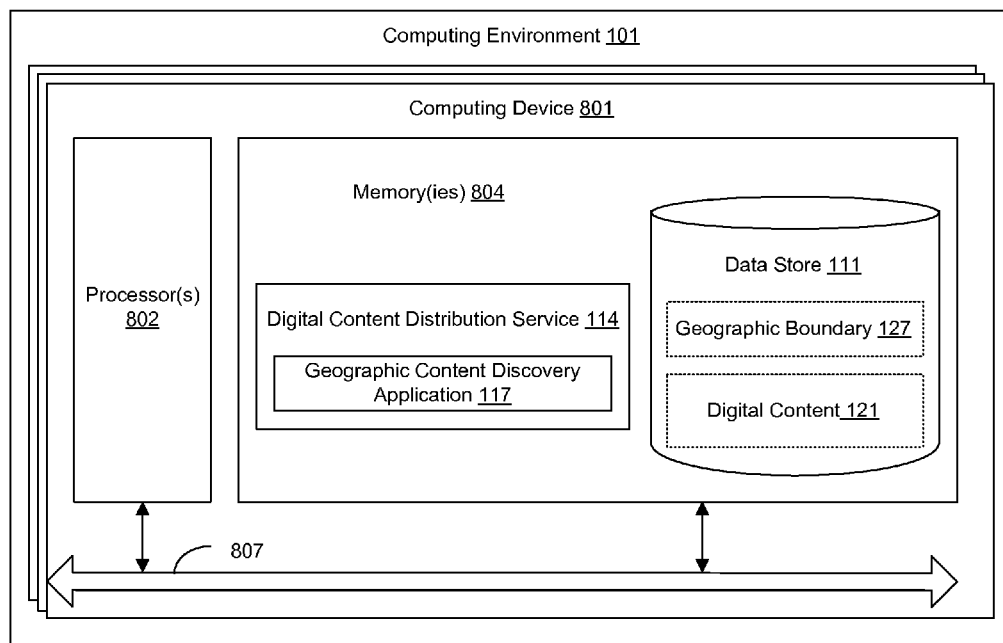 Computing Environment 101
Computing Device 801
Processor(s)
802
Memory(ies) 804
Digital Content Distribution Service 114
Geographic Content Discovery
Application 117
Data Store 111
Geographic Boundary 127
Digital Content 121
807